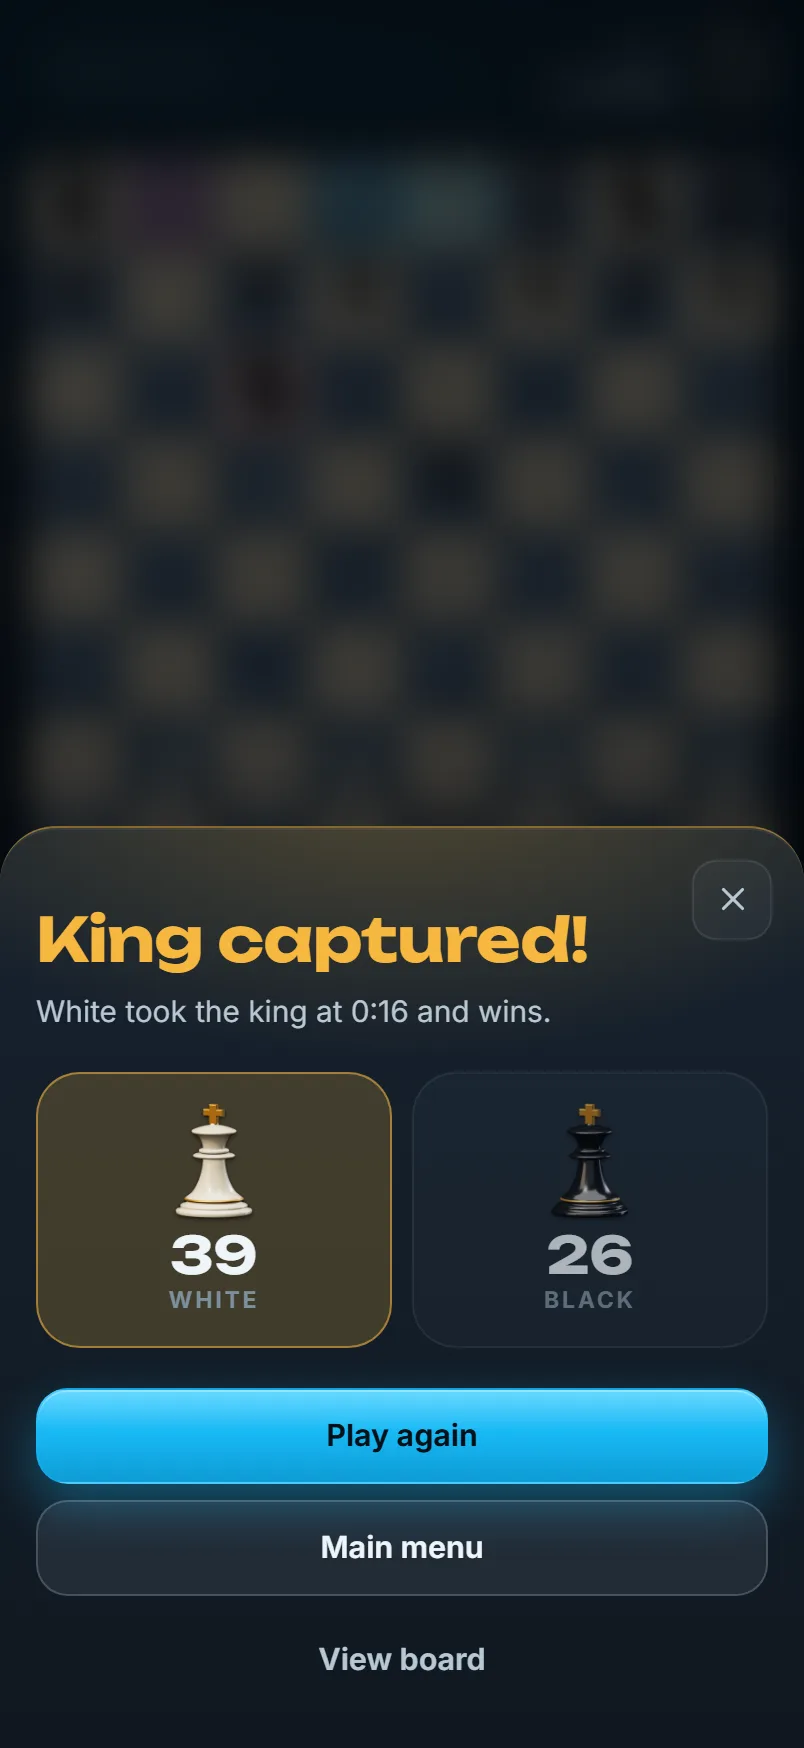 King captured!
White took the king at 0:16 and wins.
39
WHITE
26
BLACK
Play again
Main menu
View board